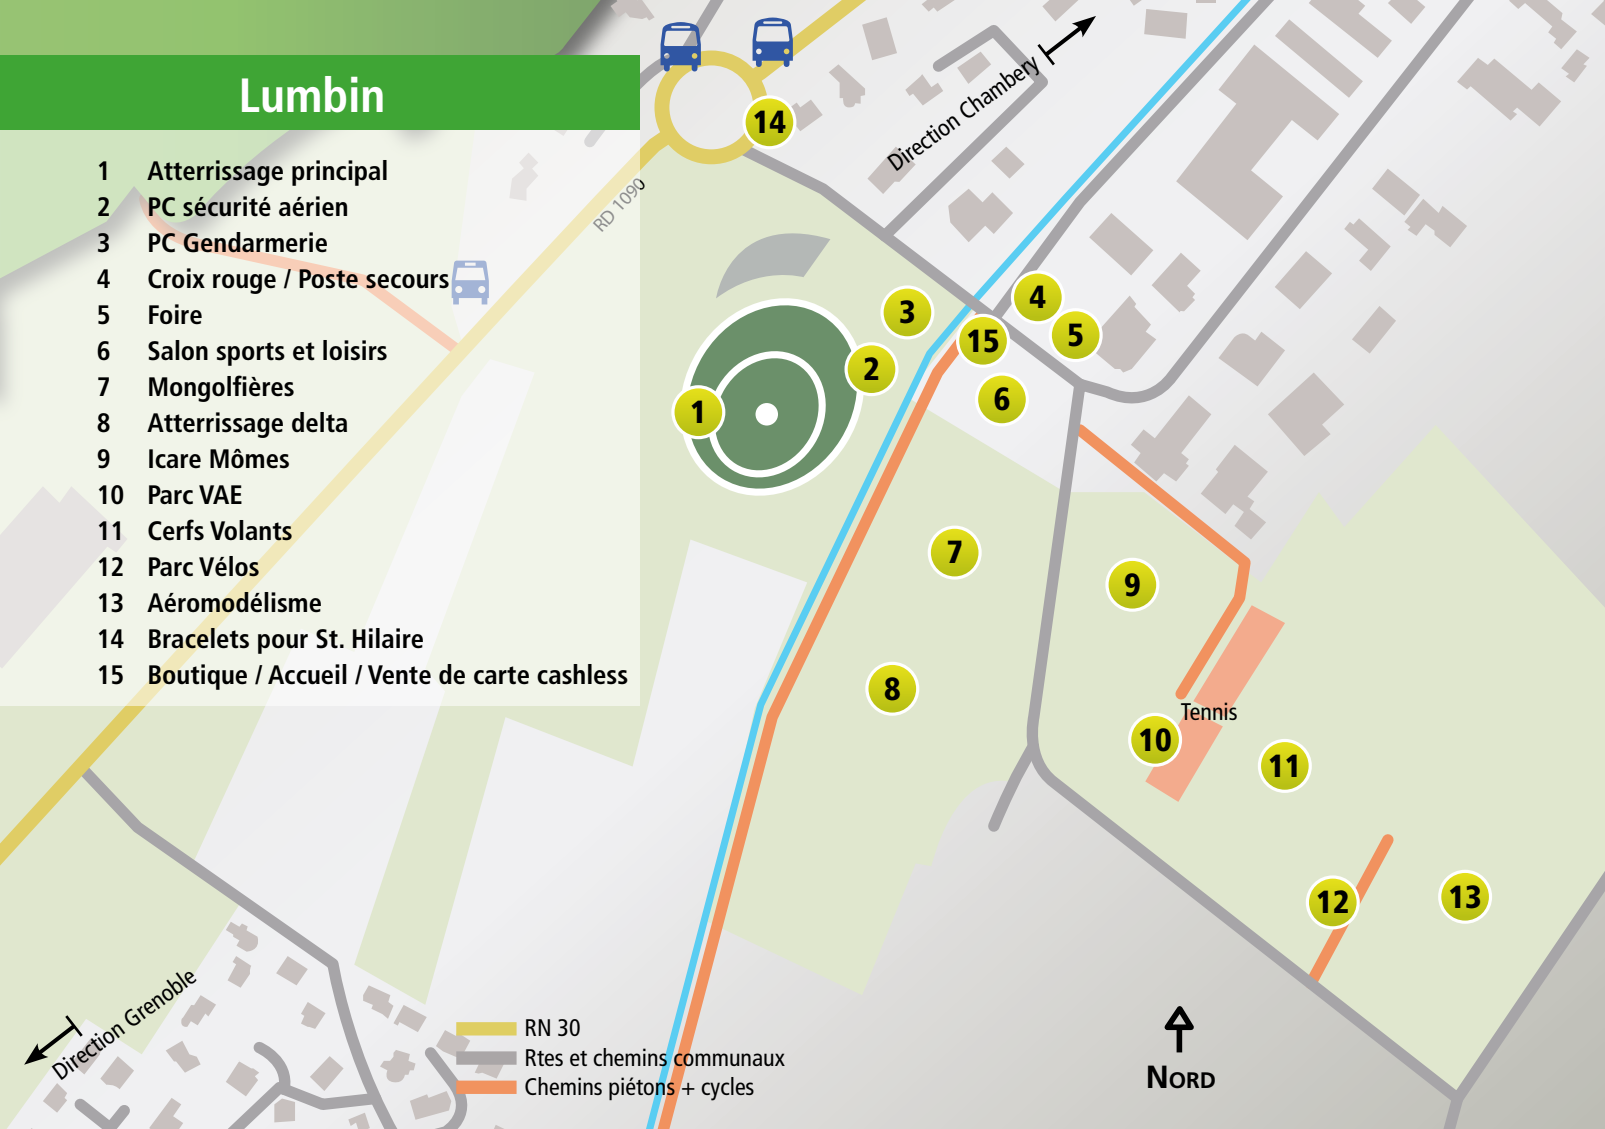 Lumbin
1 Atterrissage principal
2 PC sécurité aérien
3 PC Gendarmerie
4 Croix rouge / Poste secours
5 Foire
6 Salon sports et loisirs
7 Mongolfières
8 Atterrissage delta
9 Icare Mômes
10 Parc VAE
11 Cerfs Volants
12 Parc Vélos
13 Aéromodélisme
14 Bracelets pour St. Hilaire
15 Boutique / Accueil / Vente de carte cashless
14
Direction Chambery
RD 1090
3
4
15
5
2
1
6
7
9
8
Tennis
10
11
12
13
Direction Grenoble
RN 30
Rtes et chemins communaux
Chemins piétons + cycles
NORD